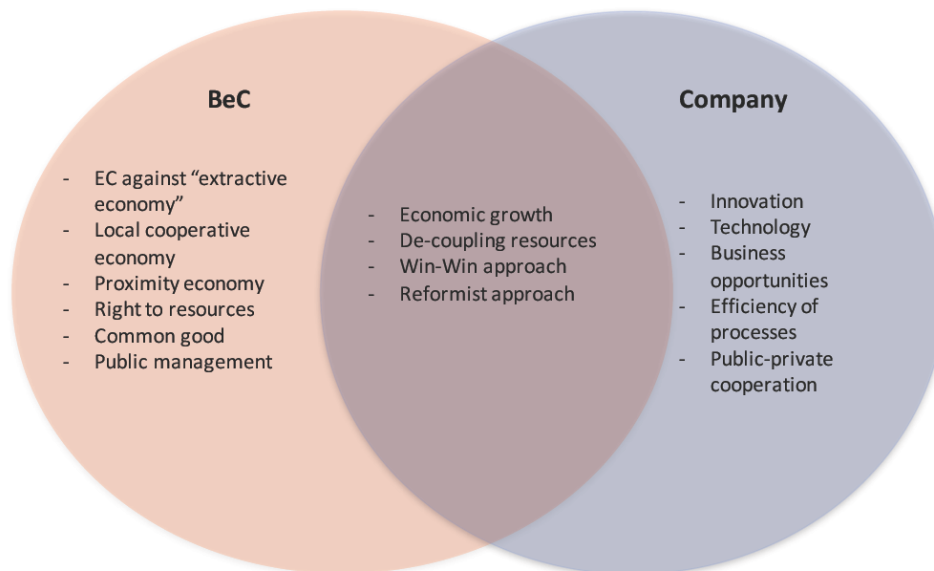 BeC
- EC against “extractive
economy”
- Local cooperative
economy
- Proximity economy
- Right to resources
- Common good
- Public management
- Economic growth
- De-coupling resources
- Win-Win approach
- Reformist approach
Company
- Innovation
- Technology
- Business
opportunities
- Efficiency of
processes
- Public-private
cooperation